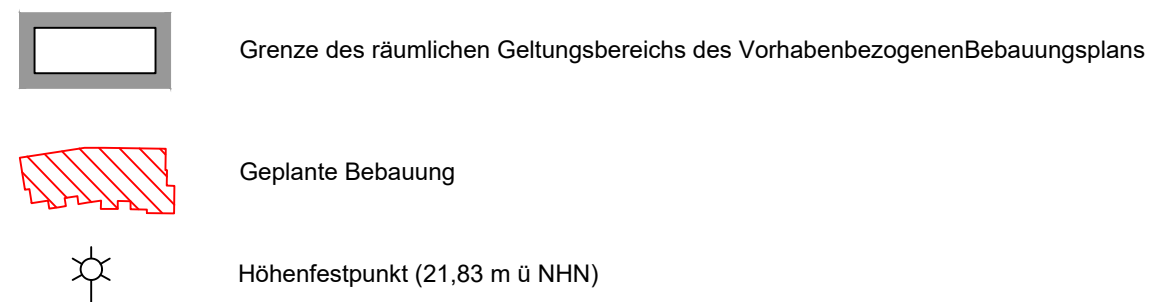 Grenze des räumlichen Geltungsbereichs des VorhabenbezogenenBebauungsplans
Geplante Bebauung
Höhenfestpunkt (21,83 m ü NHN)